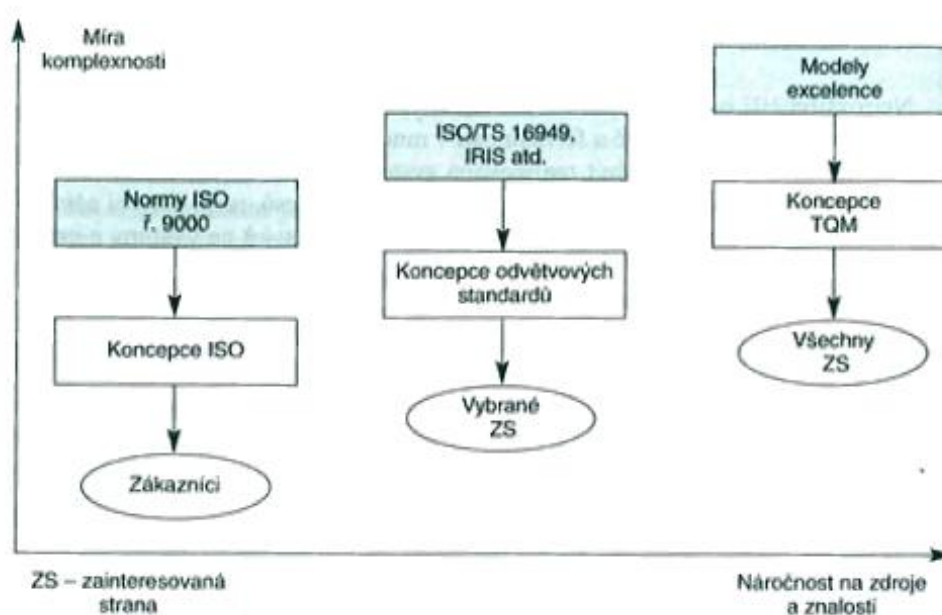 Míra
komplexnosti
Normy ISO
ř. 9000
Koncepce ISO
Zákazníci
ISO/TS 16949,
IRIS atd.
Koncepce odvětvových
standardů
Vybrané
ZS
Modely
excelence
Koncepce
TQM
Všechny
ZS
ZS – zainteresovaná
strana
Náročnost na zdroje
a znalosti